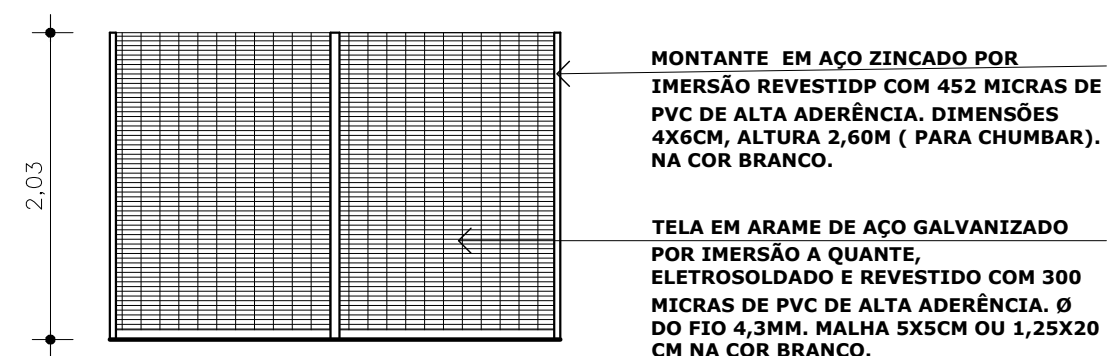 2,03
MONTANTE EM AÇO ZINCADO POR
IMERSÃO REVESTIDP COM 452 MICRAS DE
PVC DE ALTA ADERÊNCIA. DIMENSÕES
4X6CM, ALTURA 2,60M ( PARA CHUMBAR).
NA COR BRANCO.
TELA EM ARAME DE AÇO GALVANIZADO
POR IMERSÃO A QUANTE,
ELETROSOLDADO E REVESTIDO COM 300
MICRAS DE PVC DE ALTA ADERÊNCIA. Ø
DO FIO 4,3MM. MALHA 5X5CM OU 1,25X20
CM NA COR BRANCO.